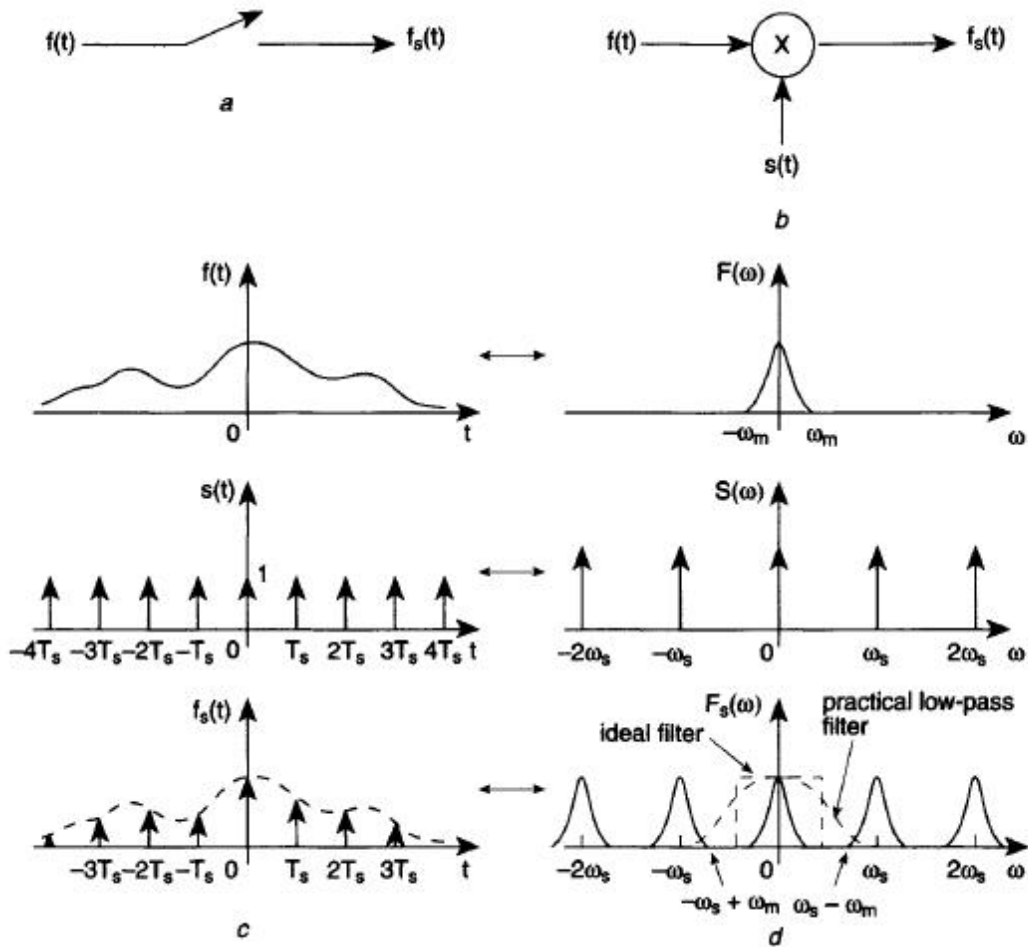 f(t) fₛ(t)
a
f(t) X fₛ(t)
s(t)
b
f(t)
0 t
F(ω)
−ωₘ ωₘ ω
s(t)
1
−4Tₛ −3Tₛ −2Tₛ −Tₛ 0 Tₛ 2Tₛ 3Tₛ 4Tₛ t
S(ω)
−2ωₛ −ωₛ 0 ωₛ 2ωₛ ω
fₛ(t)
−3Tₛ −2Tₛ −Tₛ 0 Tₛ 2Tₛ 3Tₛ t
c
Fₛ(ω)
practical low-pass
filter
ideal filter
−2ωₛ −ωₛ 0 ωₛ 2ωₛ ω
−ωₛ + ωₘ ωₛ − ωₘ
d